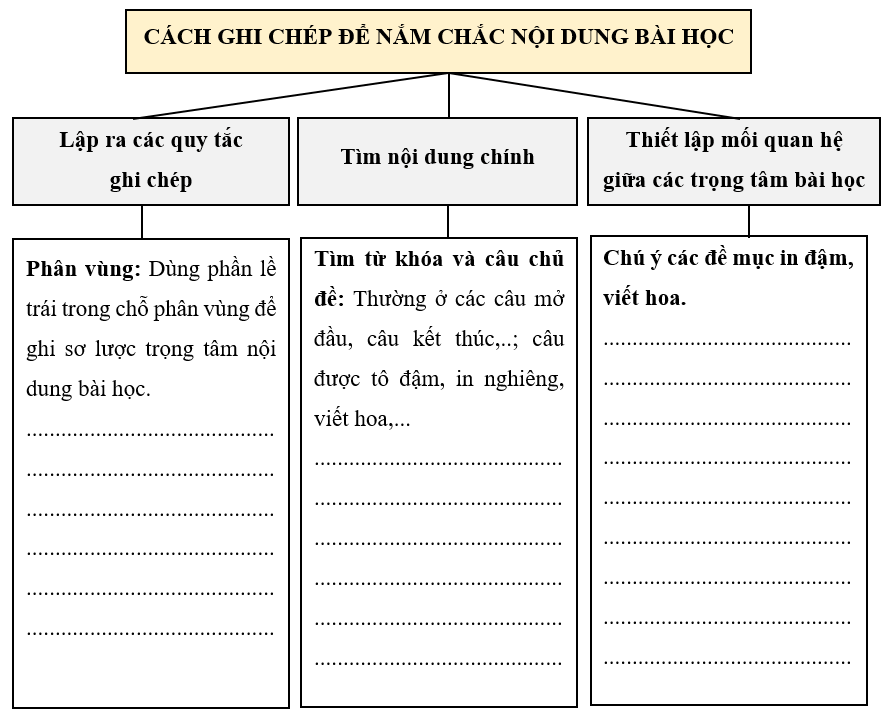 CÁCH GHI CHÉP ĐỂ NẮM CHẮC NỘI DUNG BÀI HỌC
Lập ra các quy tắc
ghi chép
Tìm nội dung chính
Thiết lập mối quan hệ
giữa các trọng tâm bài học
Phân vùng: Dùng phần lề
trái trong chỗ phân vùng để
ghi sơ lược trọng tâm nội
dung bài học.
..........................................
..........................................
..........................................
..........................................
..........................................
..........................................
Tìm từ khóa và câu chủ
đề: Thường ở các câu mở
đầu, câu kết thúc,..; câu
được tô đậm, in nghiêng,
viết hoa,...
..........................................
..........................................
..........................................
..........................................
..........................................
..........................................
Chú ý các đề mục in đậm,
viết hoa.
..........................................
..........................................
..........................................
..........................................
..........................................
..........................................
..........................................
..........................................
..........................................